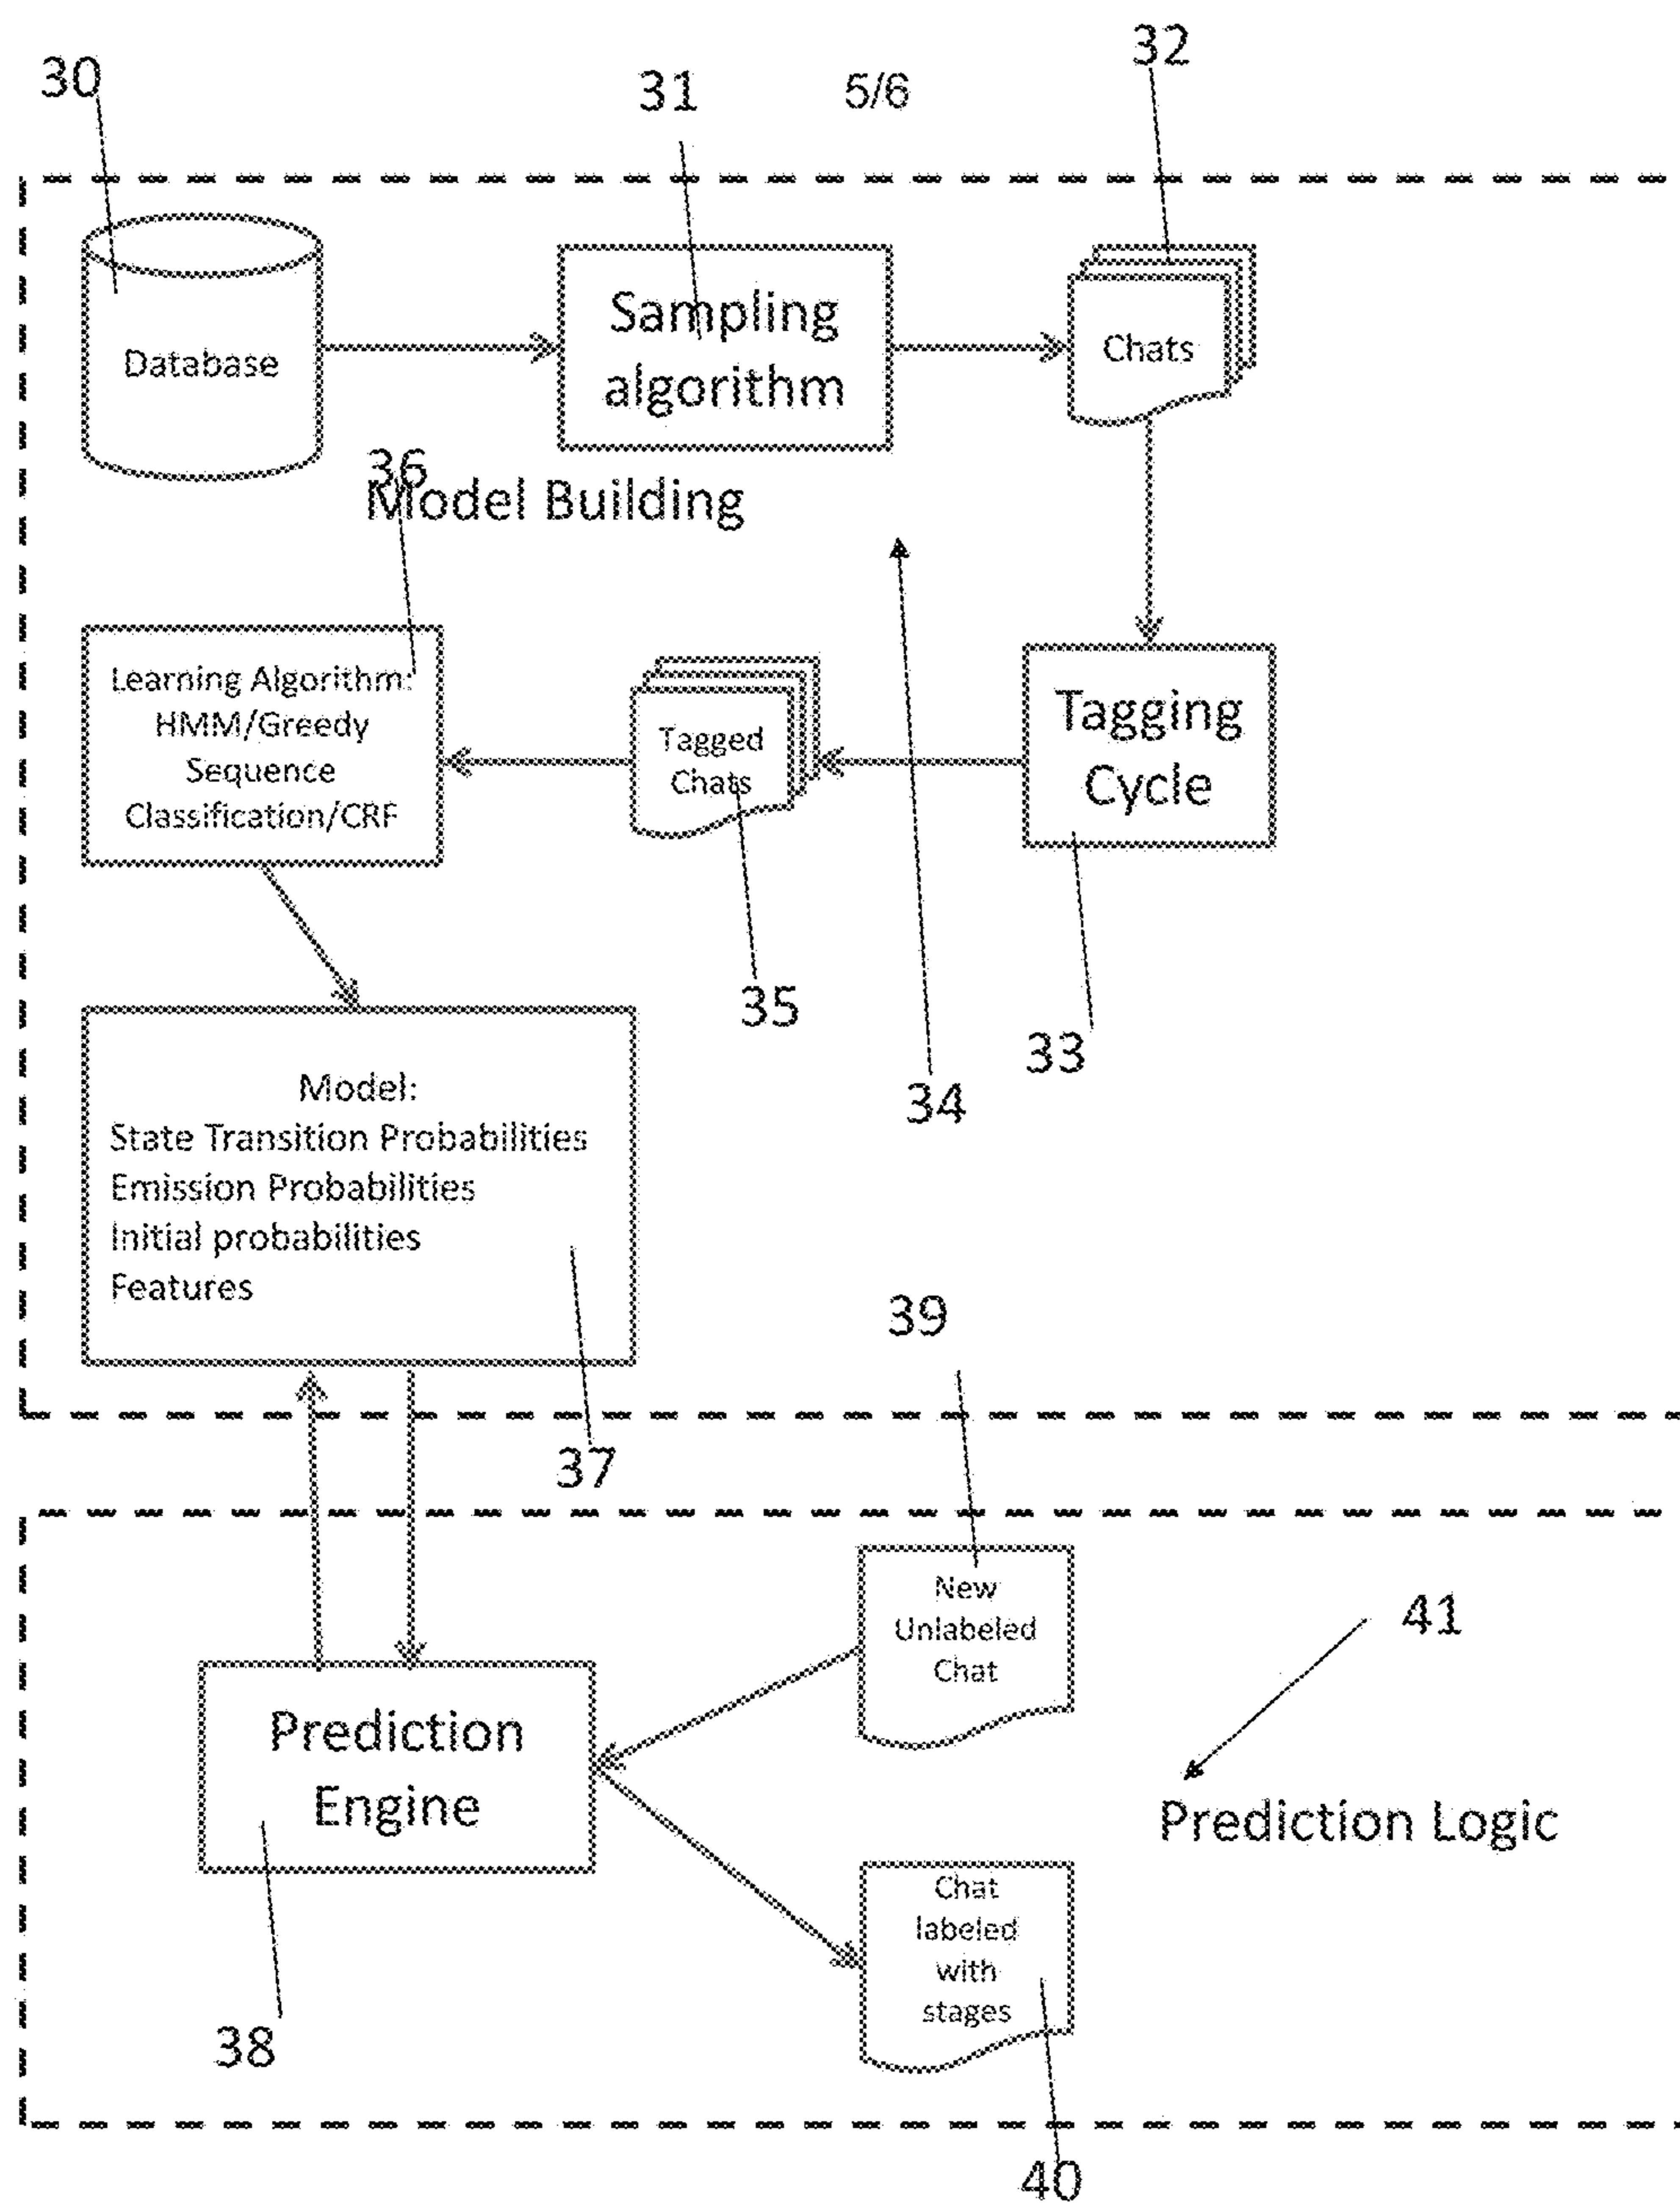 30
31
5/6
32
Database
Sampling
algorithm
Chats
36
Model Building
Learning Algorithm:
HMM/Greedy
Sequence
Classification/CRF
Tagged
Chats
Tagging
Cycle
35
33
34
Model:
State Transition Probabilities
Emission Probabilities
Initial probabilities
Features
39
37
New
Unlabeled
Chat
41
Prediction
Engine
Prediction Logic
Chat
labeled
with
stages
38
40